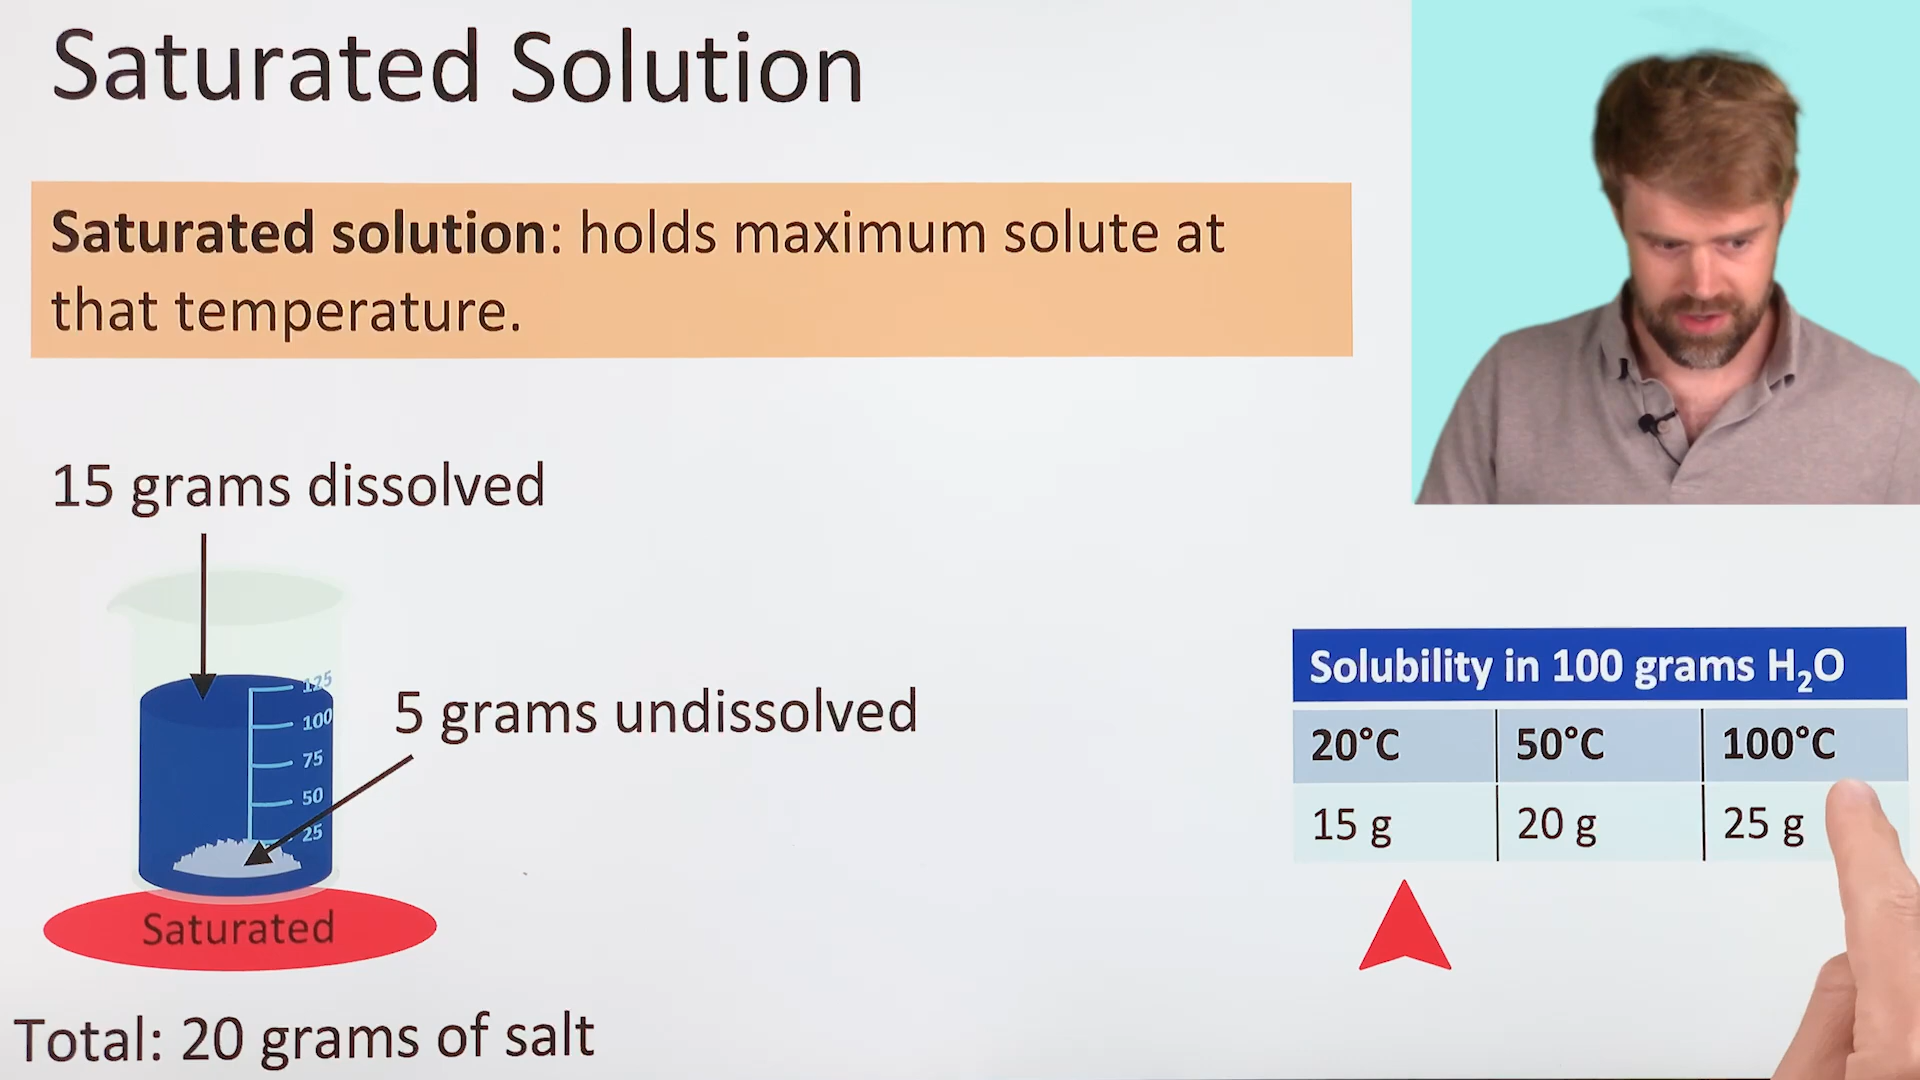 Saturated Solution
Saturated solution: holds maximum solute at
that temperature.
15 grams dissolved
125
100
75
50
25
5 grams undissolved
Saturated
Total: 20 grams of salt
Solubility in 100 grams H₂O
20°C 50°C 100°C
15 g 20 g 25 g